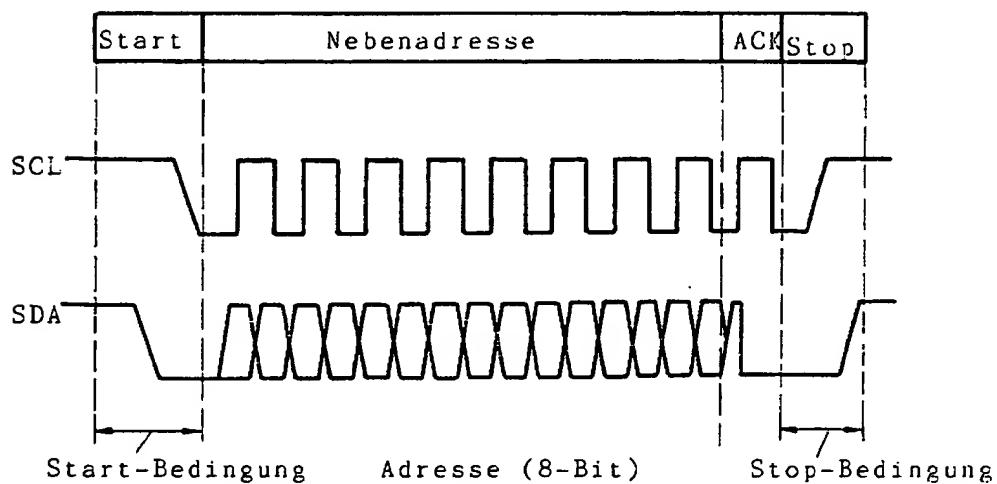 Start Nebenadresse ACK Stop
SCL
SDA
Start-Bedingung Adresse (8-Bit) Stop-Bedingung